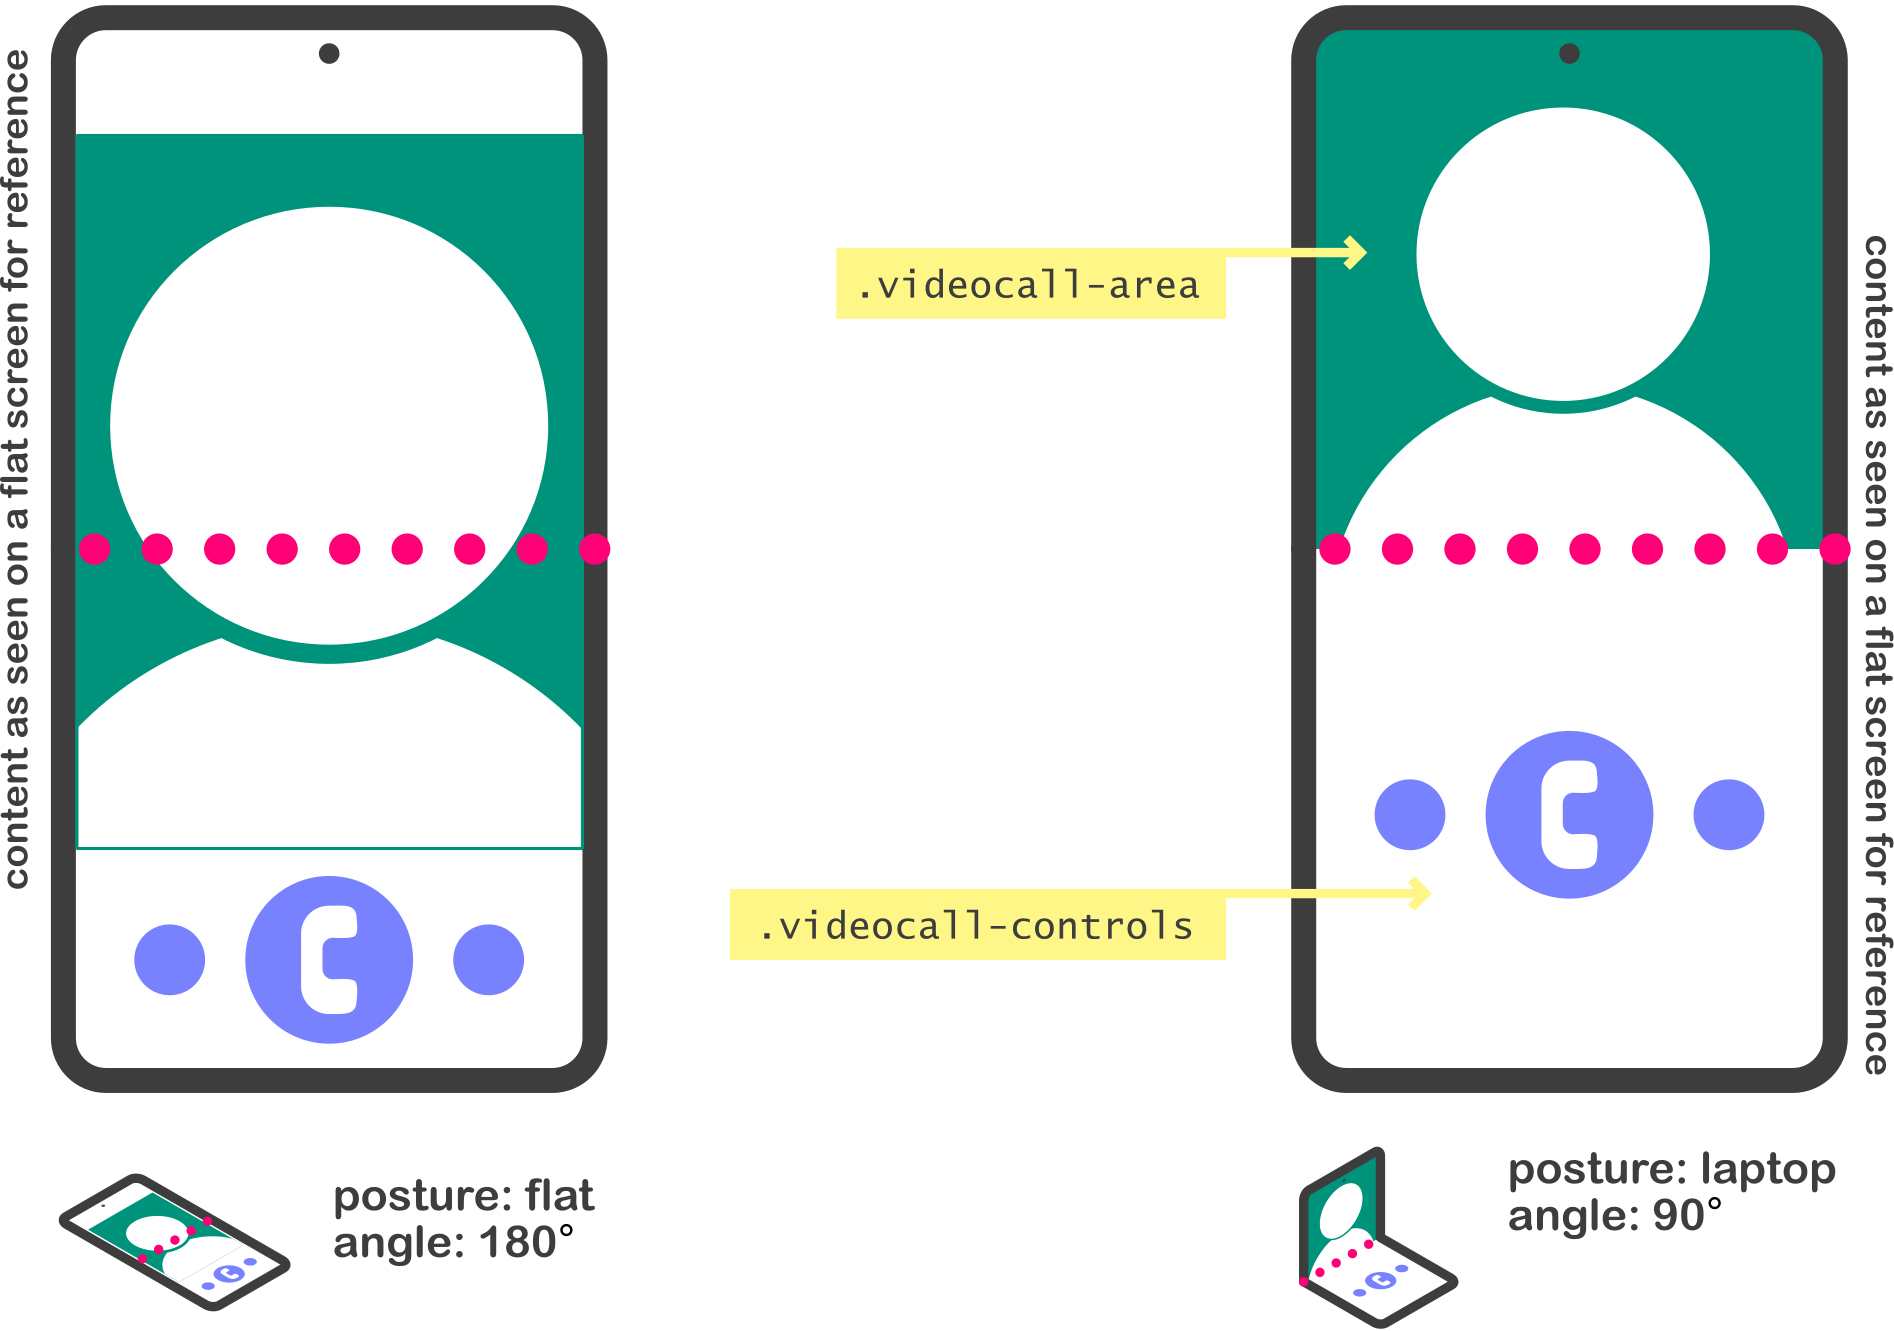 content as seen on a flat screen for reference
.videocall-area
.videocall-controls
content as seen on a flat screen for reference
posture: flat
angle: 180°
posture: laptop
angle: 90°